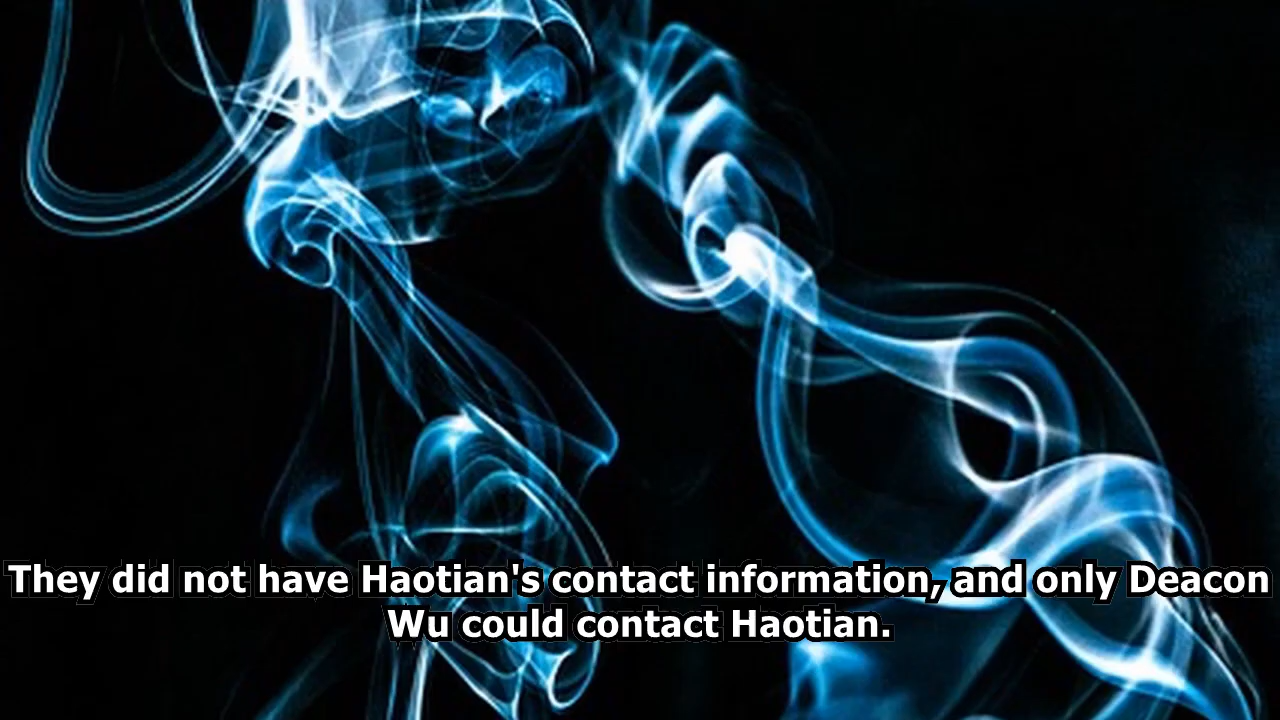 They did not have Haotian's contact information, and only Deacon
Wu could contact Haotian.